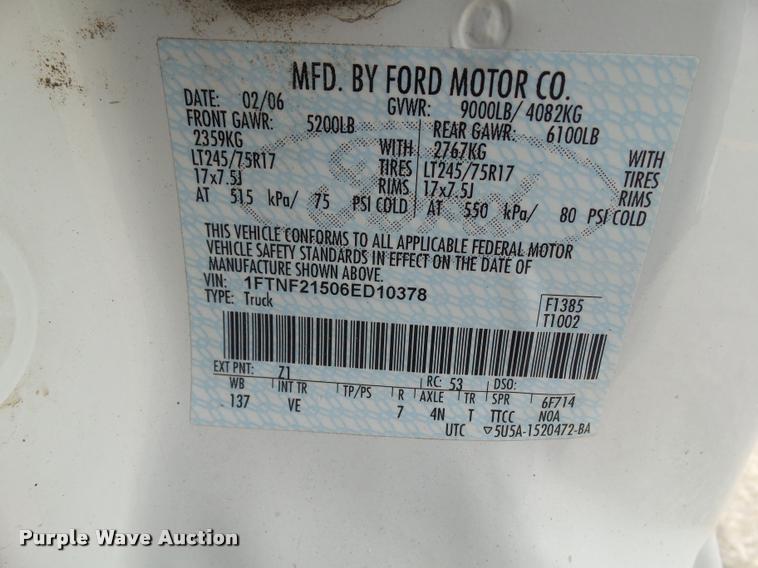 MFD. BY FORD MOTOR CO.
DATE: 02/06 GVWR: 9000LB/ 4082KG
FRONT GAWR: 5200LB REAR GAWR: 6100LB
2359KG WITH 2767KG WITH
LT245/75R17 TIRES LT245/75R17 TIRES
17x7.5J RIMS 17x7.5J RIMS
AT 515 kPa/ 75 PSI COLD AT 550 kPa/ 80 PSI COLD
THIS VEHICLE CONFORMS TO ALL APPLICABLE FEDERAL MOTOR
VEHICLE SAFETY STANDARDS IN EFFECT ON THE DATE OF
MANUFACTURE SHOWN ABOVE.
VIN: 1FTNF21506ED10378
TYPE: Truck F1385
T1002
EXT PNT: Z1 RC: 53 DSO:
WB INT TR TP/PS R AXLE TR SPR 6F714
137 VE 7 4N T TTCC NOA
UTC ▽5U5A-1520472-BA
Purple Wave Auction